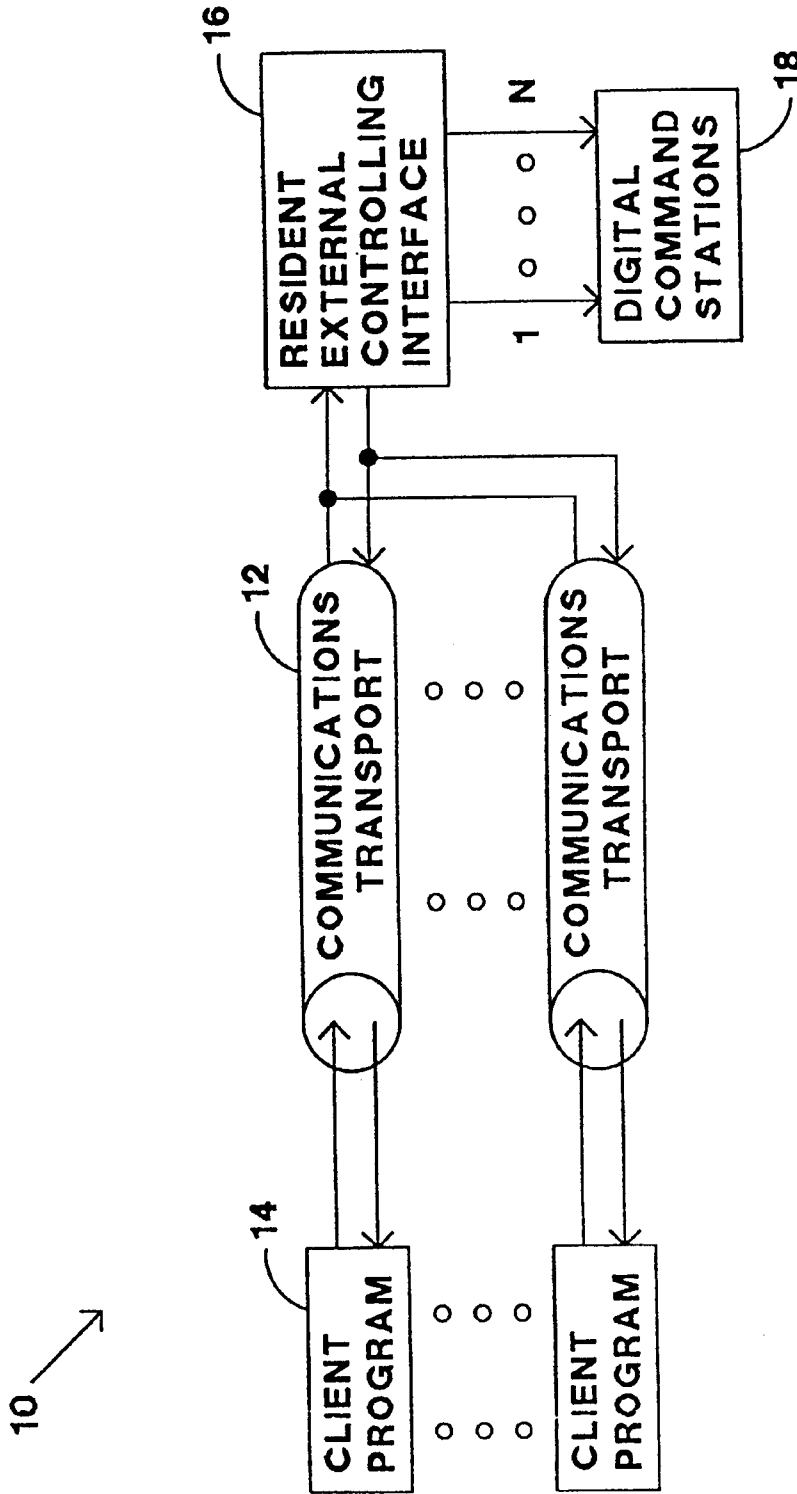 10
14
CLIENT
PROGRAM
CLIENT
PROGRAM
12
COMMUNICATIONS
TRANSPORT
COMMUNICATIONS
TRANSPORT
16
RESIDENT
EXTERNAL
CONTROLLING
INTERFACE
1
N
DIGITAL
COMMAND
STATIONS
18